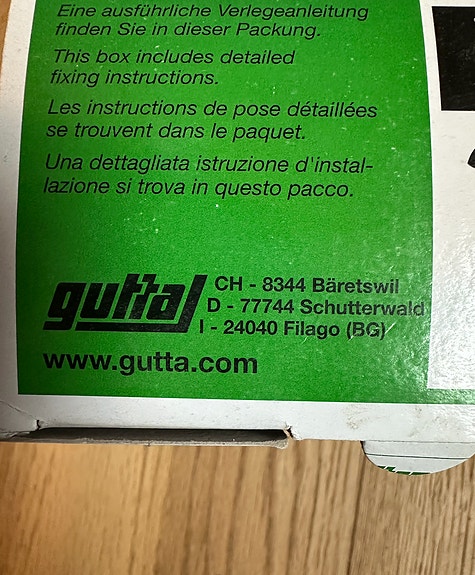 Eine ausführliche Verlegeanleitung
finden Sie in dieser Packung.
This box includes detailed
fixing instructions.
Les instructions de pose détaillées
se trouvent dans le paquet.
Una dettagliata istruzione d'instal-
lazione si trova in questo pacco.
gutta
CH - 8344 Bäretswil
D - 77744 Schutterwald
I - 24040 Filago (BG)
www.gutta.com